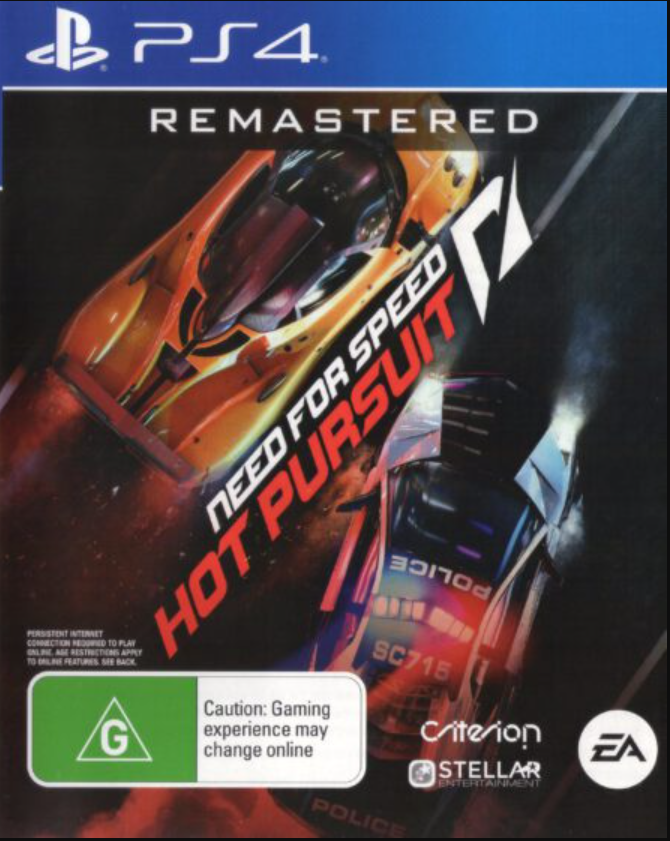 PS4
REMASTERED
NEED FOR SPEED
HOT PURSUIT
POLICE
SC715
PERSISTENT INTERNET
CONNECTION REQUIRED TO PLAY
ONLINE. AGE RESTRICTIONS APPLY
TO ONLINE FEATURES. SEE BACK.
G
Caution: Gaming
experience may
change online
Criterion
STELLAR
ENTERTAINMENT
EA
POLICE